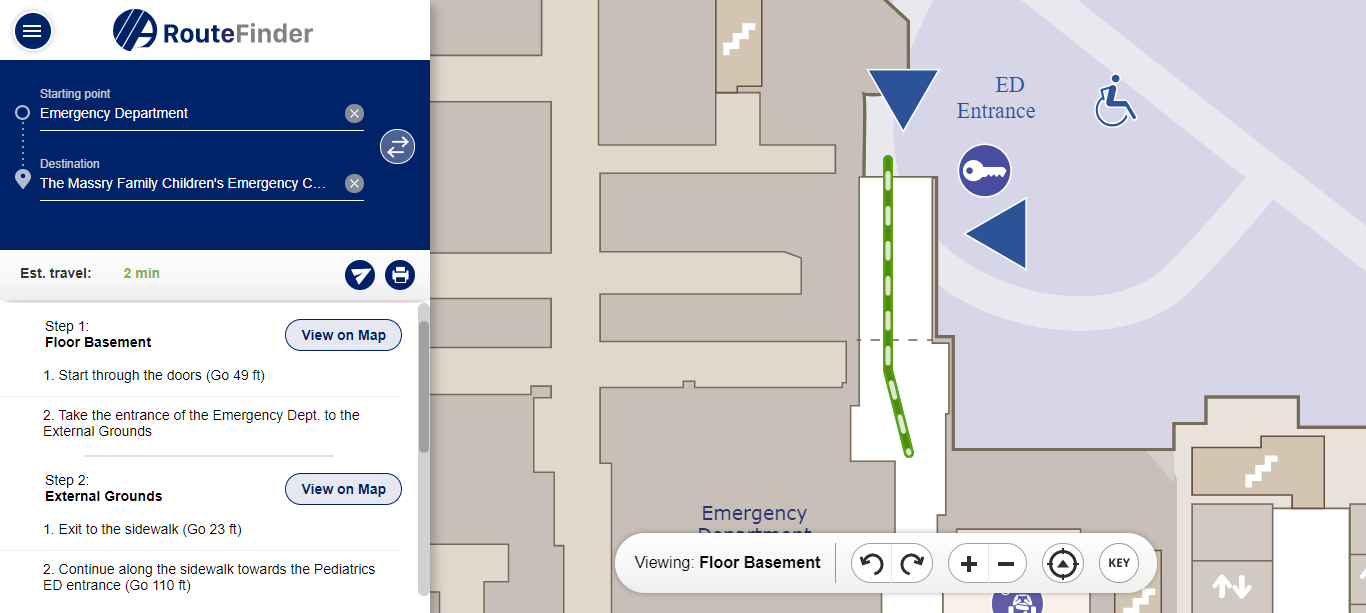 RouteFinder
Starting point
Emergency Department
Destination
The Massry Family Children's Emergency C...
Est. travel: 2 min
Step 1:
Floor Basement
View on Map
1. Start through the doors (Go 49 ft)
2. Take the entrance of the Emergency Dept. to the
External Grounds
Step 2:
External Grounds
View on Map
1. Exit to the sidewalk (Go 23 ft)
2. Continue along the sidewalk towards the Pediatrics
ED entrance (Go 110 ft)
ED
Entrance
Emergency
Department
Viewing: Floor Basement
KEY